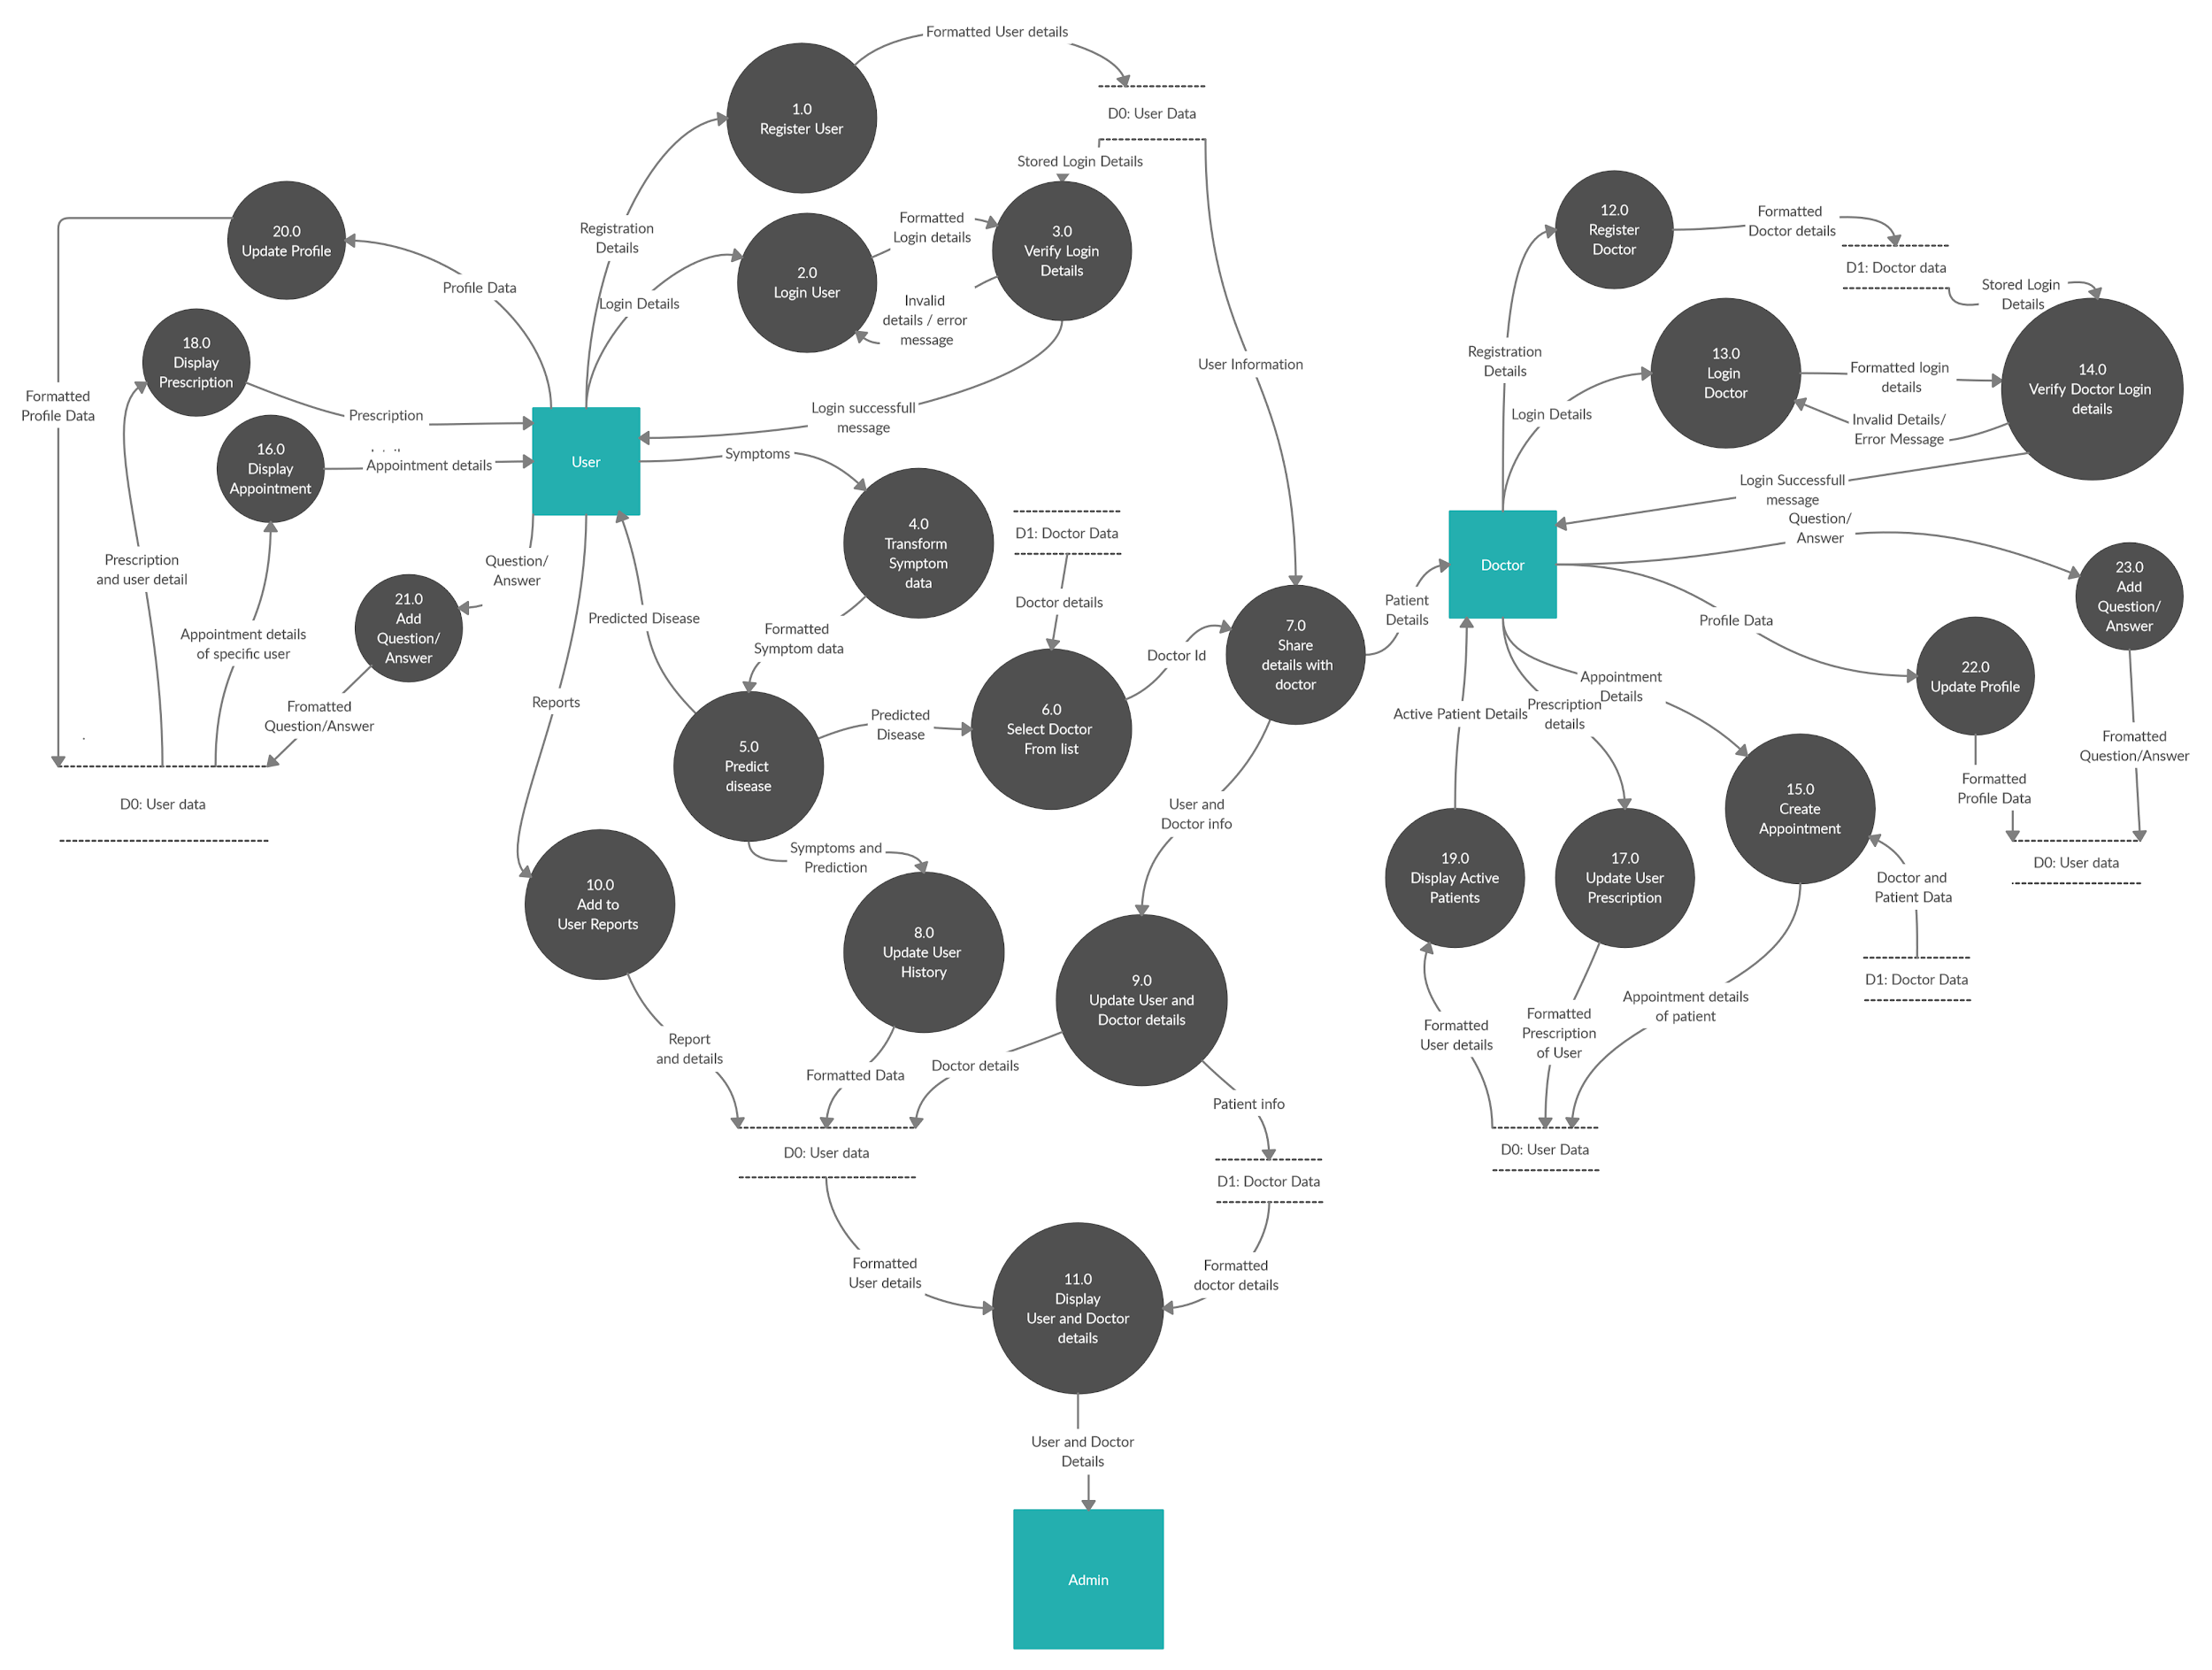 Formatted User details
1.0
Register User
D0: User Data
Stored Login Details
Registration
Details
20.0
Update Profile
Profile Data
Login Details
2.0
Login User
Formatted
Login details
3.0
Verify Login
Details
Invalid
details / error
message
Login successfull
message
User Information
18.0
Display
Prescription
Prescription
Formatted
Profile Data
16.0
Display
Appointment
Appointment details
User
Symptoms
4.0
Transform
Symptom
data
Prescription
and user detail
Appointment details
of specific user
21.0
Add
Question/
Answer
Question/
Answer
Fromatted
Question/Answer
D0: User data
Predicted Disease
Reports
Formatted
Symptom data
5.0
Predict
disease
Predicted
Disease
D1: Doctor Data
Doctor details
6.0
Select Doctor
From list
Doctor Id
7.0
Share
details with
doctor
Patient
Details
User and
Doctor info
Symptoms and
Prediction
10.0
Add to
User Reports
8.0
Update User
History
9.0
Update User and
Doctor details
Report
and details
Formatted Data
Doctor details
Patient info
D0: User data
D1: Doctor Data
Formatted
User details
11.0
Display
User and Doctor
details
Formatted
doctor details
User and Doctor
Details
Admin
12.0
Register
Doctor
Formatted
Doctor details
D1: Doctor data
Stored Login
Details
Registration
Details
13.0
Login
Doctor
Login Details
Formatted login
details
14.0
Verify Doctor Login
details
Invalid Details/
Error Message
Login Successfull
message
Question/
Answer
Doctor
23.0
Add
Question/
Answer
Profile Data
22.0
Update Profile
Appointment
Details
Prescription
details
Active Patient Details
Fromatted
Question/Answer
Formatted
Profile Data
15.0
Create
Appointment
D0: User data
19.0
Display Active
Patients
17.0
Update User
Prescription
Doctor and
Patient Data
D1: Doctor Data
Appointment details
of patient
Formatted
User details
Formatted
Prescription
of User
D0: User Data